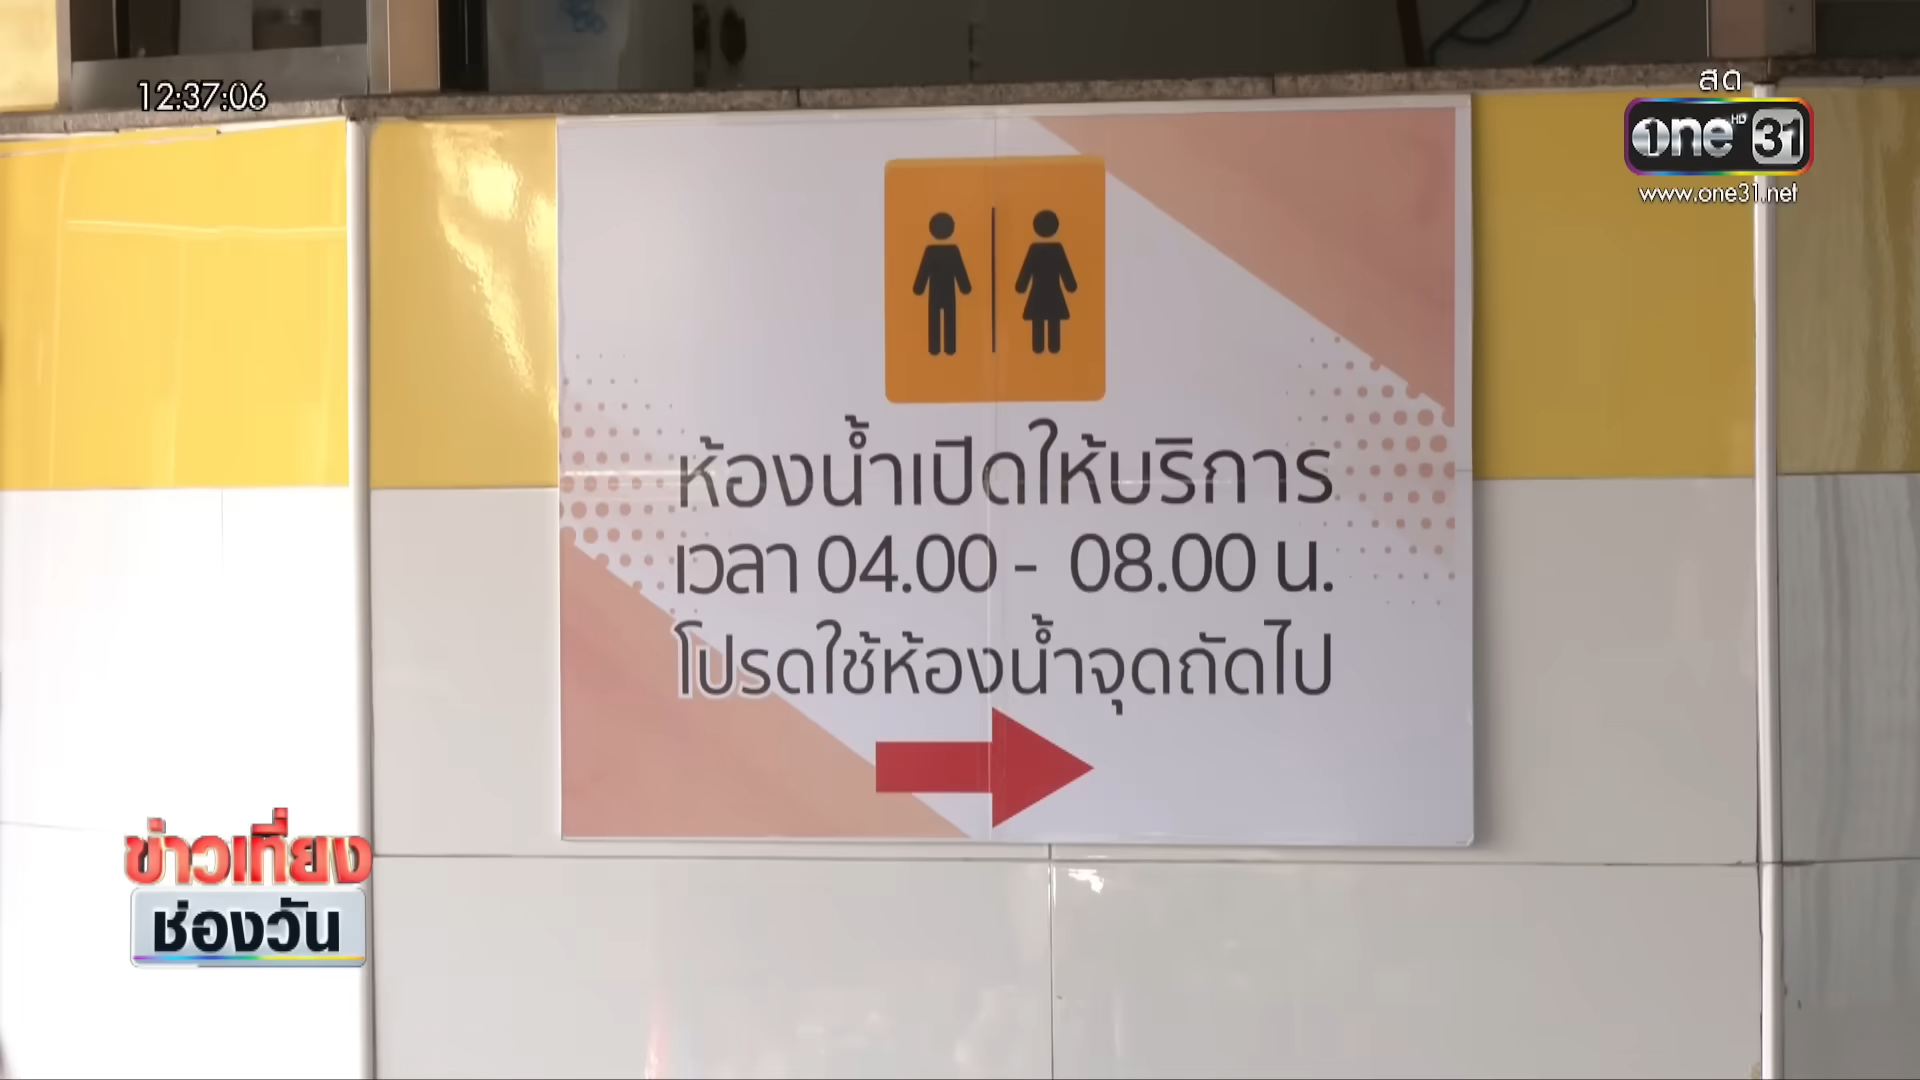 12:37:06
สด
one HD 31
www.one31.net
ห้องน้ำเปิดให้บริการ
เวลา 04.00 - 08.00 น.
โปรดใช้ห้องน้ำจุดถัดไป
ข่าวเที่ยง
ช่องวัน